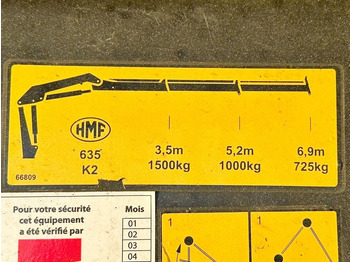 HMF
635 3,5m 5,2m 6,9m
K2 1500kg 1000kg 725kg
66809
Pour votre sécurité
cet équipement
a été vérifié par
Mois
01
02
03
04
1
1